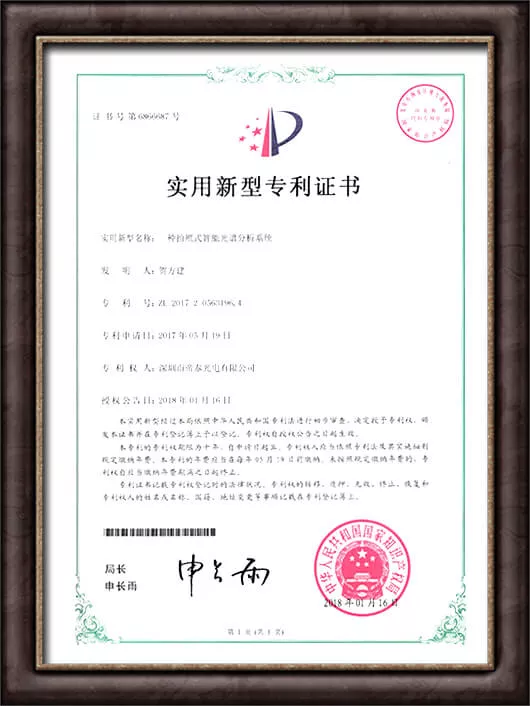 证书号第6866687号
实用新型专利证书
实用新型名称：一种拍照式智能光谱分析系统
发 明 人：贺方建
专 利 号：ZL 2017 2 0563196.4
专利申请日：2017年05月19日
专 利 权 人：深圳市帝泰光电有限公司
授权公告日：2018年01月16日
本实用新型经过本局依照中华人民共和国专利法进行初步审查，决定授予专利权，颁
发本证书并在专利登记簿上予以登记。专利权自授权公告之日起生效。
本专利的专利权期限为十年，自申请日起算。专利权人应当依照专利法及其实施细则
规定缴纳年费。本专利的年费应当在每年05月19日前缴纳。未按照规定缴纳年费的，专
利权自应当缴纳年费期满之日起终止。
专利证书记载专利权登记时的法律状况。专利权的转移、质押、无效、终止、恢复和
专利权人的姓名或名称、国籍、地址变更等事项记载在专利登记簿上。
局长
申长雨
申长雨
中华人民共和国国家知识产权局
2018年01月16日
第1页(共1页)